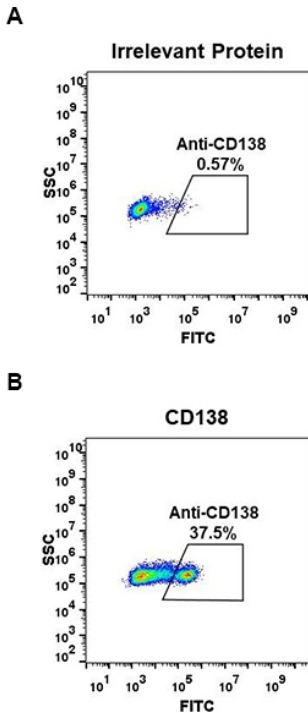 A
Irrelevant Protein
Anti-CD138
0.57%
SSC
10^10
10^9
10^8
10^7
10^6
10^5
10^4
10^3
10^2
10^1 10^3 10^5 10^7 10^9
FITC
B
CD138
Anti-CD138
37.5%
SSC
10^10
10^9
10^8
10^7
10^6
10^5
10^4
10^3
10^2
10^1 10^3 10^5 10^7 10^9
FITC